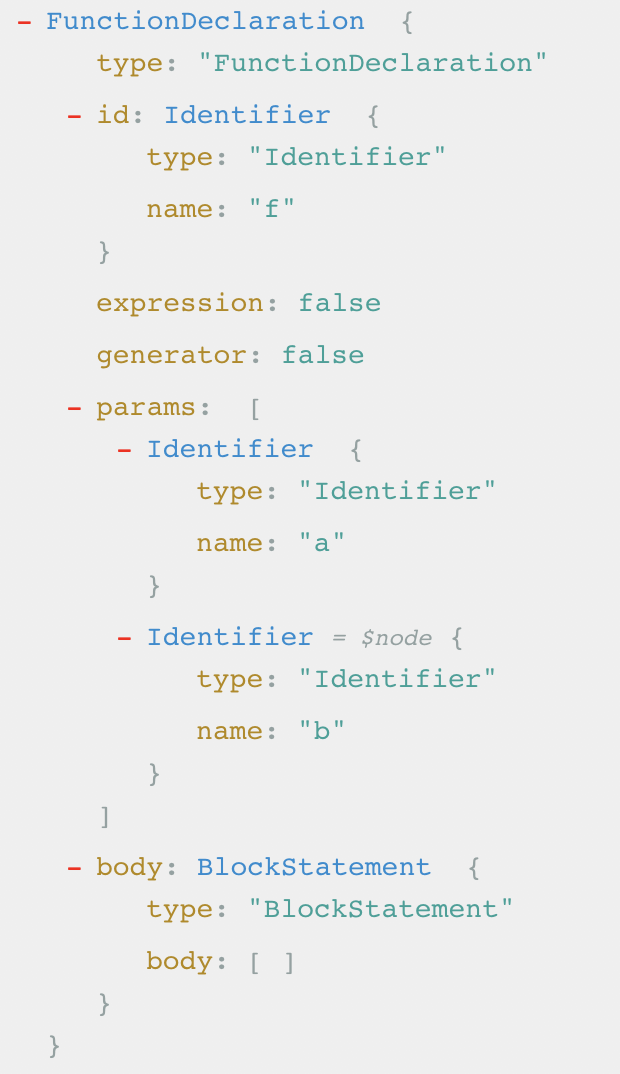 - FunctionDeclaration {
type: "FunctionDeclaration"
- id: Identifier {
type: "Identifier"
name: "f"
}
expression: false
generator: false
- params: [
- Identifier {
type: "Identifier"
name: "a"
}
- Identifier = $node {
type: "Identifier"
name: "b"
}
]
- body: BlockStatement {
type: "BlockStatement"
body: [ ]
}
}